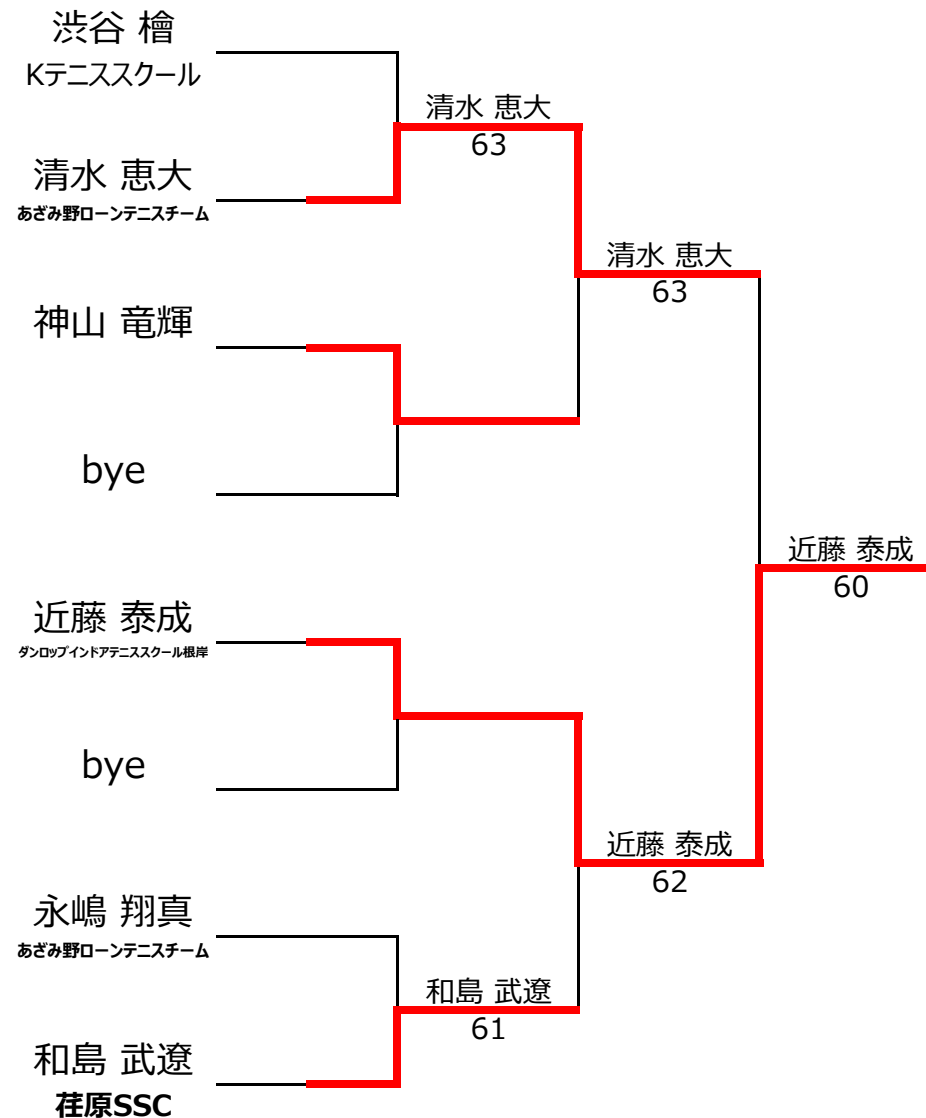 渋谷 檜
Kテニススクール
清水 恵大
63
清水 恵大
あざみ野ローンテニスチーム
清水 恵大
63
神山 竜輝
bye
近藤 泰成
60
近藤 泰成
ダンロップインドアテニススクール根岸
bye
近藤 泰成
62
永嶋 翔真
あざみ野ローンテニスチーム
和島 武遼
61
和島 武遼
荏原SSC